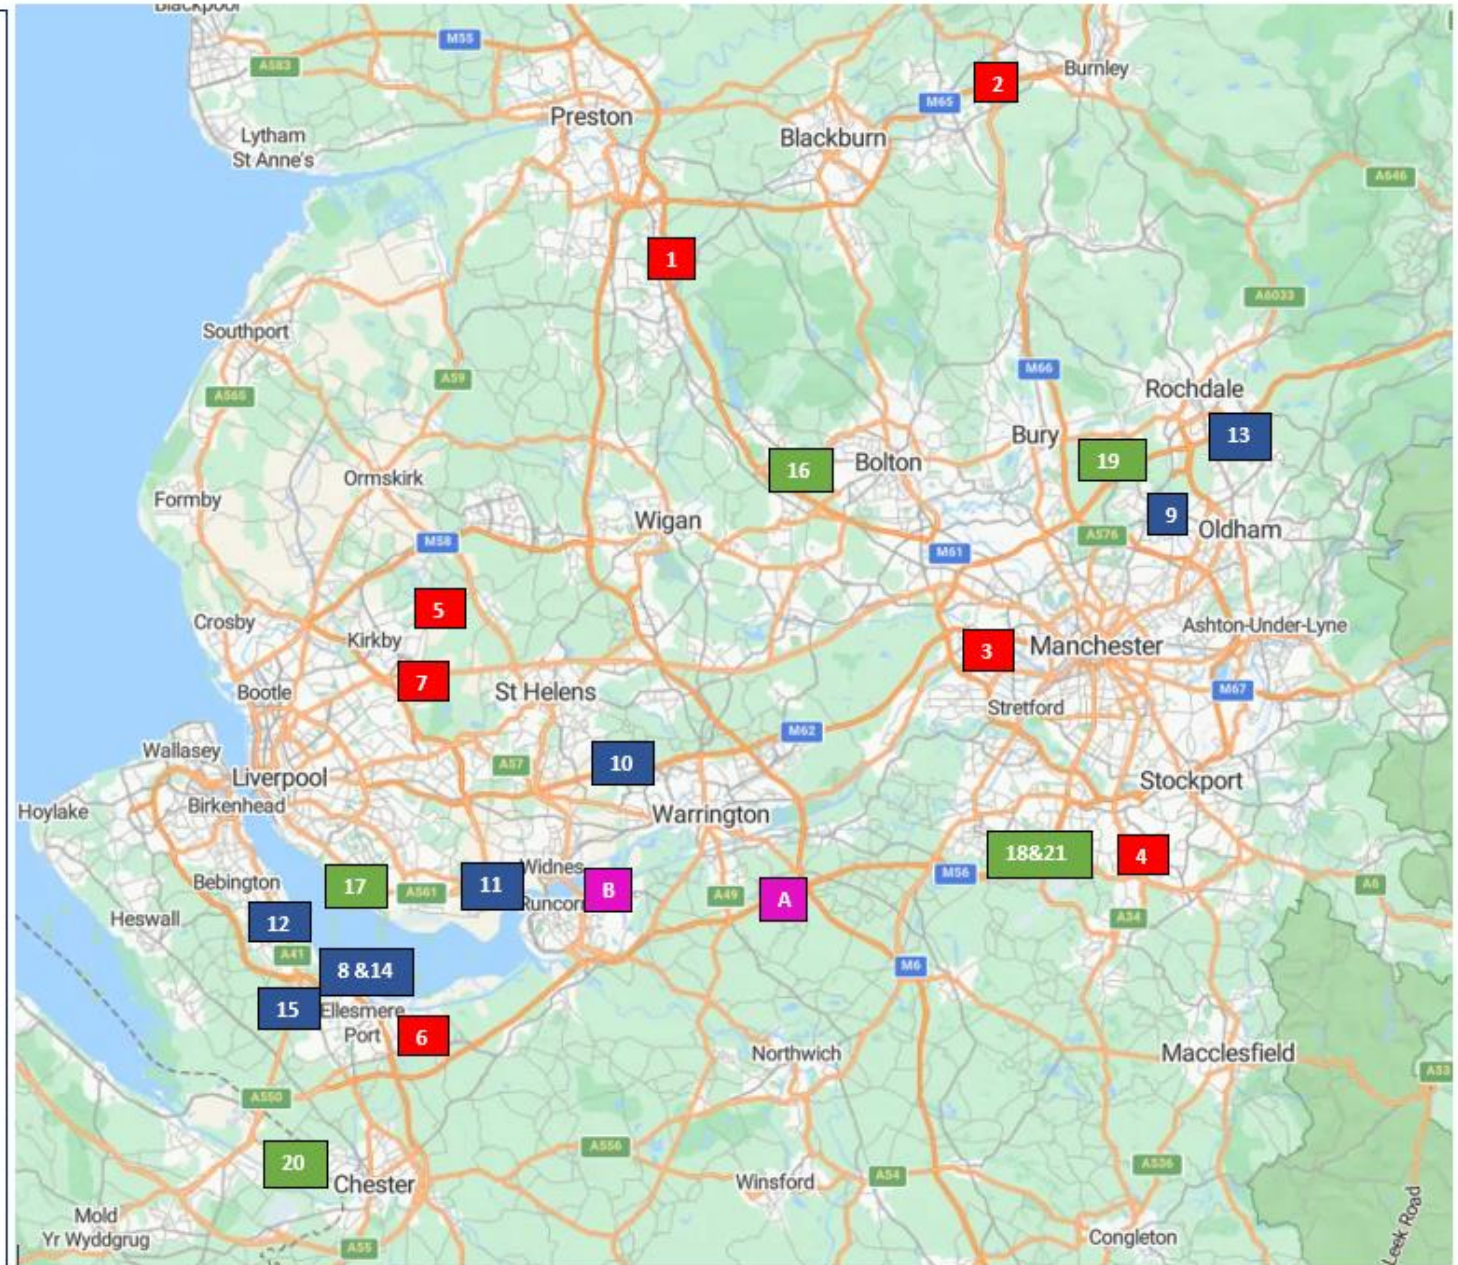 Blackpool
M55
A583
Burnley
2
M65
Preston
Blackburn
Lytham
St Anne's
A646
1
A6033
Southport
M66
A59
Rochdale
A565
13
Bury
19
16
Bolton
Ormskirk
Formby
9
Wigan
Oldham
A576
M58
M61
5
Crosby
Ashton-Under-Lyne
Kirkby
3
Manchester
7
St Helens
Bootle
M67
Stretford
M62
Wallasey
10
A57
Liverpool
Stockport
Hoylake
Birkenhead
Warrington
18&21
4
Widnes
M56
Bebington
17
A561
11
B
A49
A
A6
Heswall
12
A34
A41
8 &14
M6
15
Ellesmere
Port
6
Northwich
Macclesfield
A550
A556
20
A54
A536
Chester
Winsford
Mold
Yr Wyddgrug
A55
Congleton
Leek Road